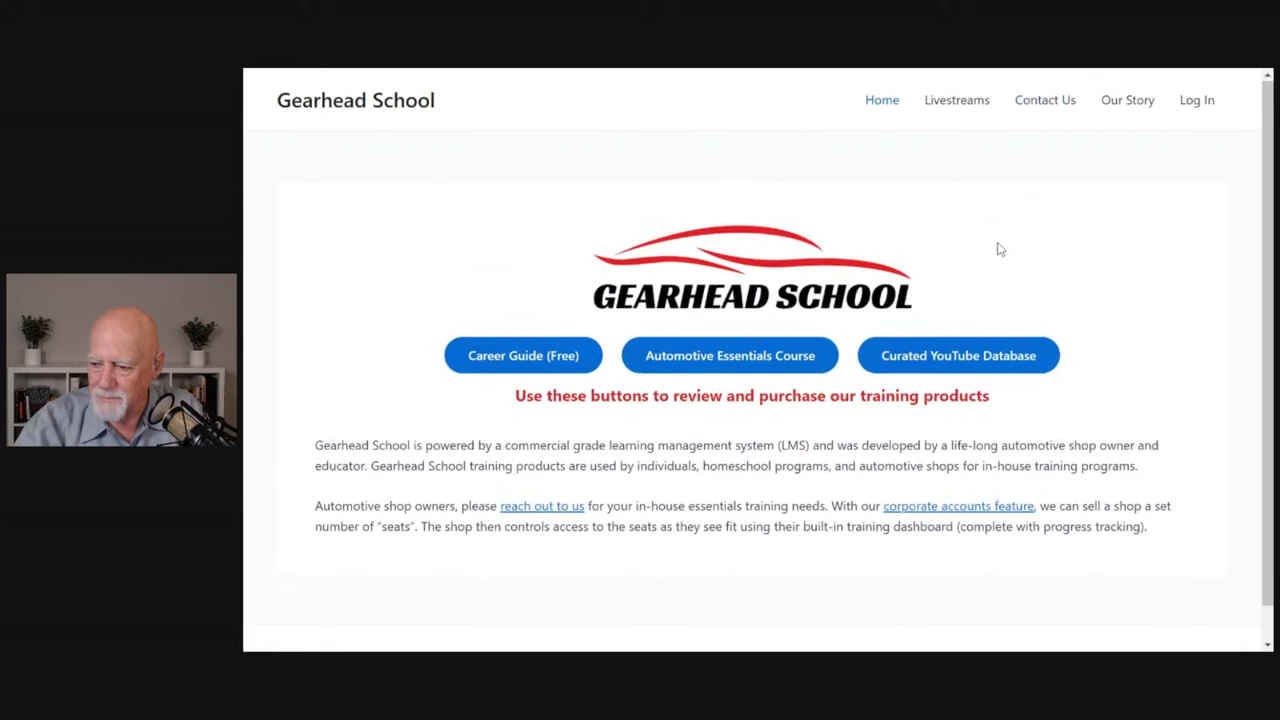 Gearhead School
Home Livestreams Contact Us Our Story Log In
GEARHEAD SCHOOL
Career Guide (Free) Automotive Essentials Course Curated YouTube Database
Use these buttons to review and purchase our training products
Gearhead School is powered by a commercial grade learning management system (LMS) and was developed by a life-long automotive shop owner and
educator. Gearhead School training products are used by individuals, homeschool programs, and automotive shops for in-house training programs.
Automotive shop owners, please reach out to us for your in-house essentials training needs. With our corporate accounts feature, we can sell a shop a set
number of "seats". The shop then controls access to the seats as they see fit using their built-in training dashboard (complete with progress tracking).